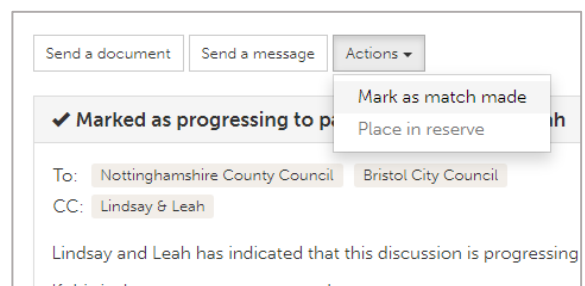 Send a document Send a message Actions
Mark as match made
Place in reserve
Marked as progressing to h
To: Nottinghamshire County Council Bristol City Council
CC: Lindsay & Leah
Lindsay and Leah has indicated that this discussion is progressing